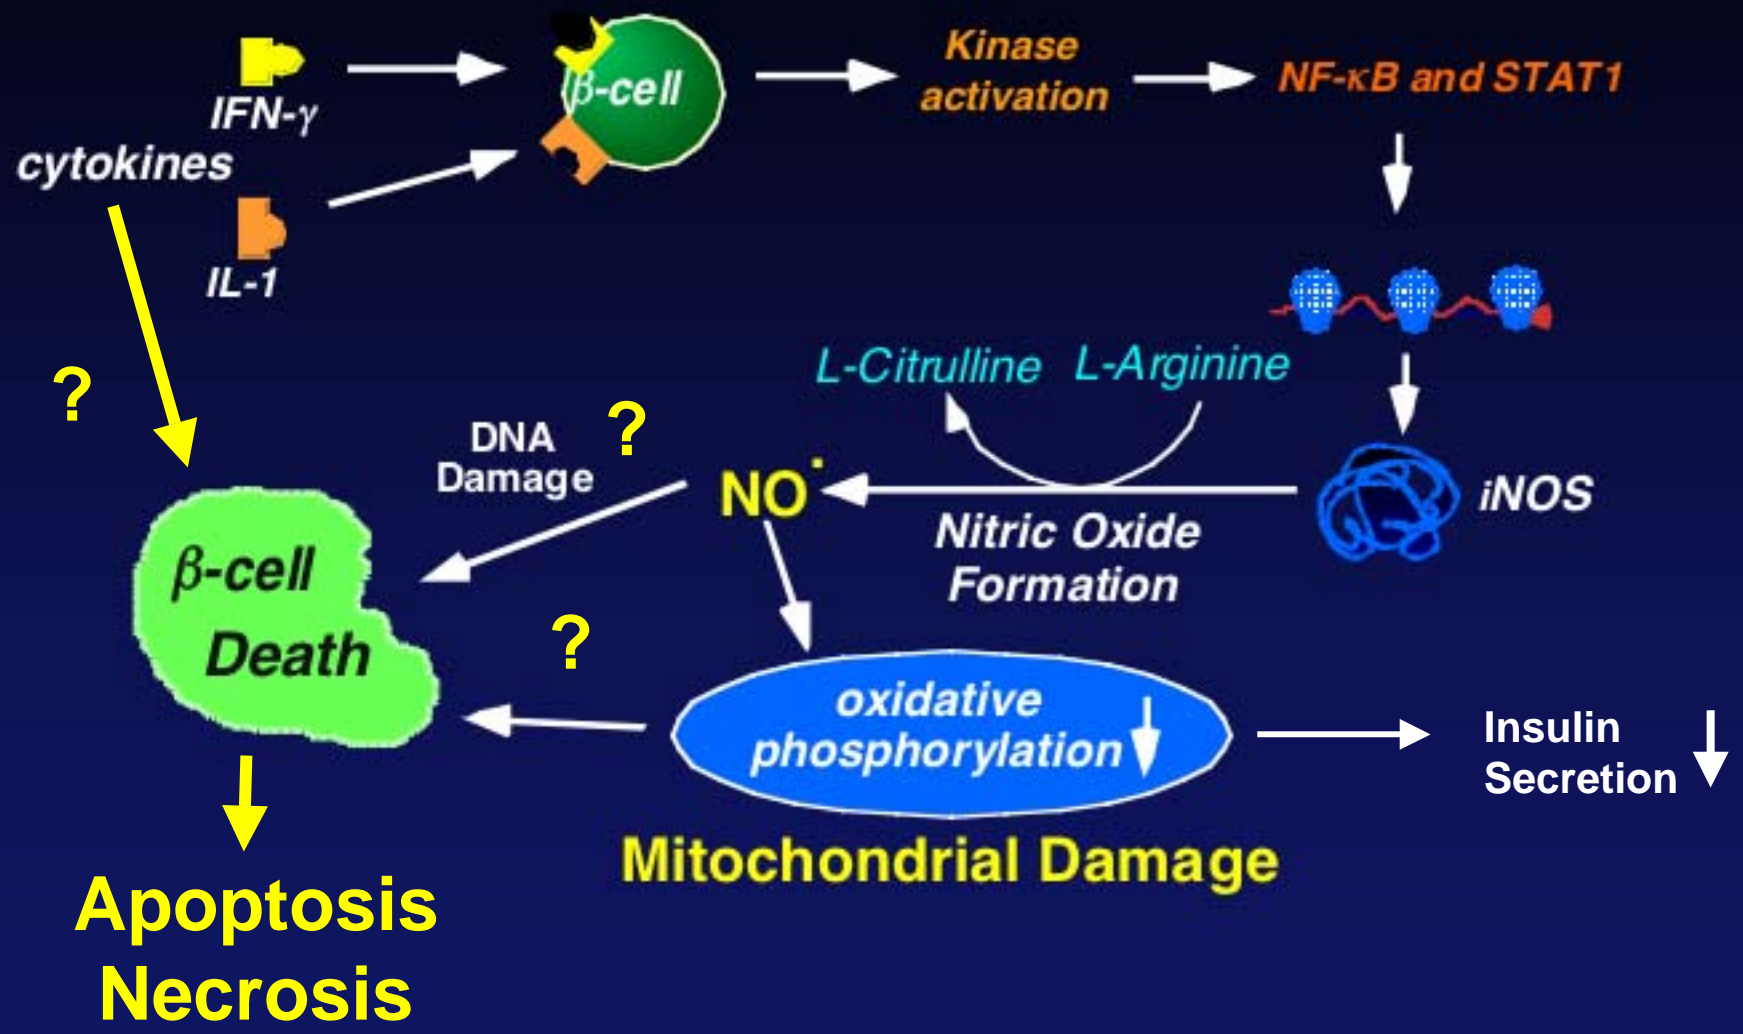 IFN-γ
cytokines
IL-1
β-cell
Kinase
activation
NF-κB and STAT1
L-Citrulline
L-Arginine
iNOS
Nitric Oxide
Formation
NO·
DNA
Damage
?
?
?
β-cell
Death
oxidative
phosphorylation
Mitochondrial Damage
Insulin
Secretion
Apoptosis
Necrosis